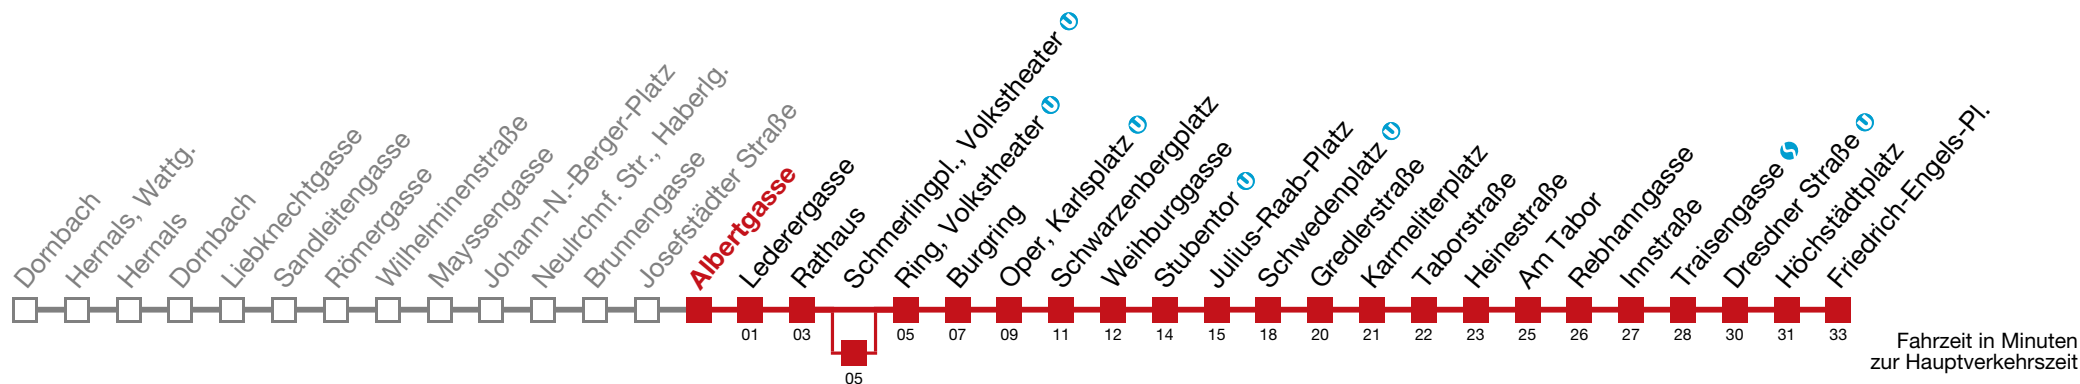 Dornbach
Hernals, Wattg.
Hernals
Dornbach
Liebknechtgasse
Sandleitengasse
Römergasse
Wilhelminenstraße
Mayssengasse
Johann-N.-Berger-Platz
Neulrchnf. Str., Haberlg.
Brunnengasse
Josefstädter Straße
Albertgasse
Lederergasse
Rathaus
Schmerlingpl., Volkstheater U
Ring, Volkstheater U
Burgring
Oper, Karlsplatz U
Schwarzenbergplatz
Weihburggasse
Stubentor U
Julius-Raab-Platz
Schwedenplatz U
Gredlerstraße
Karmeliterplatz
Taborstraße
Heinestraße
Am Tabor
Rebhanngasse
Innstraße
Traisengasse S
Dresdner Straße U
Höchstädtplatz
Friedrich-Engels-Pl.
01 03 05 07 09 11 12 14 15 18 20 21 22 23 25 26 27 28 30 31 33
05
Fahrzeit in Minuten
zur Hauptverkehrszeit